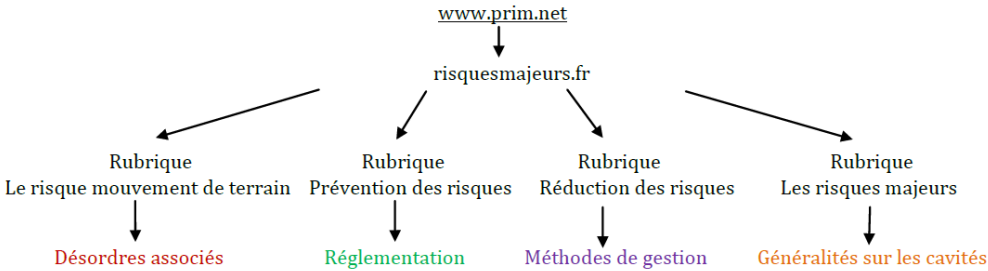 www.prim.net
risquesmajeurs.fr
Rubrique
Le risque mouvement de terrain
Rubrique
Prévention des risques
Rubrique
Réduction des risques
Rubrique
Les risques majeurs
Désordres associés
Réglementation
Méthodes de gestion
Généralités sur les cavités